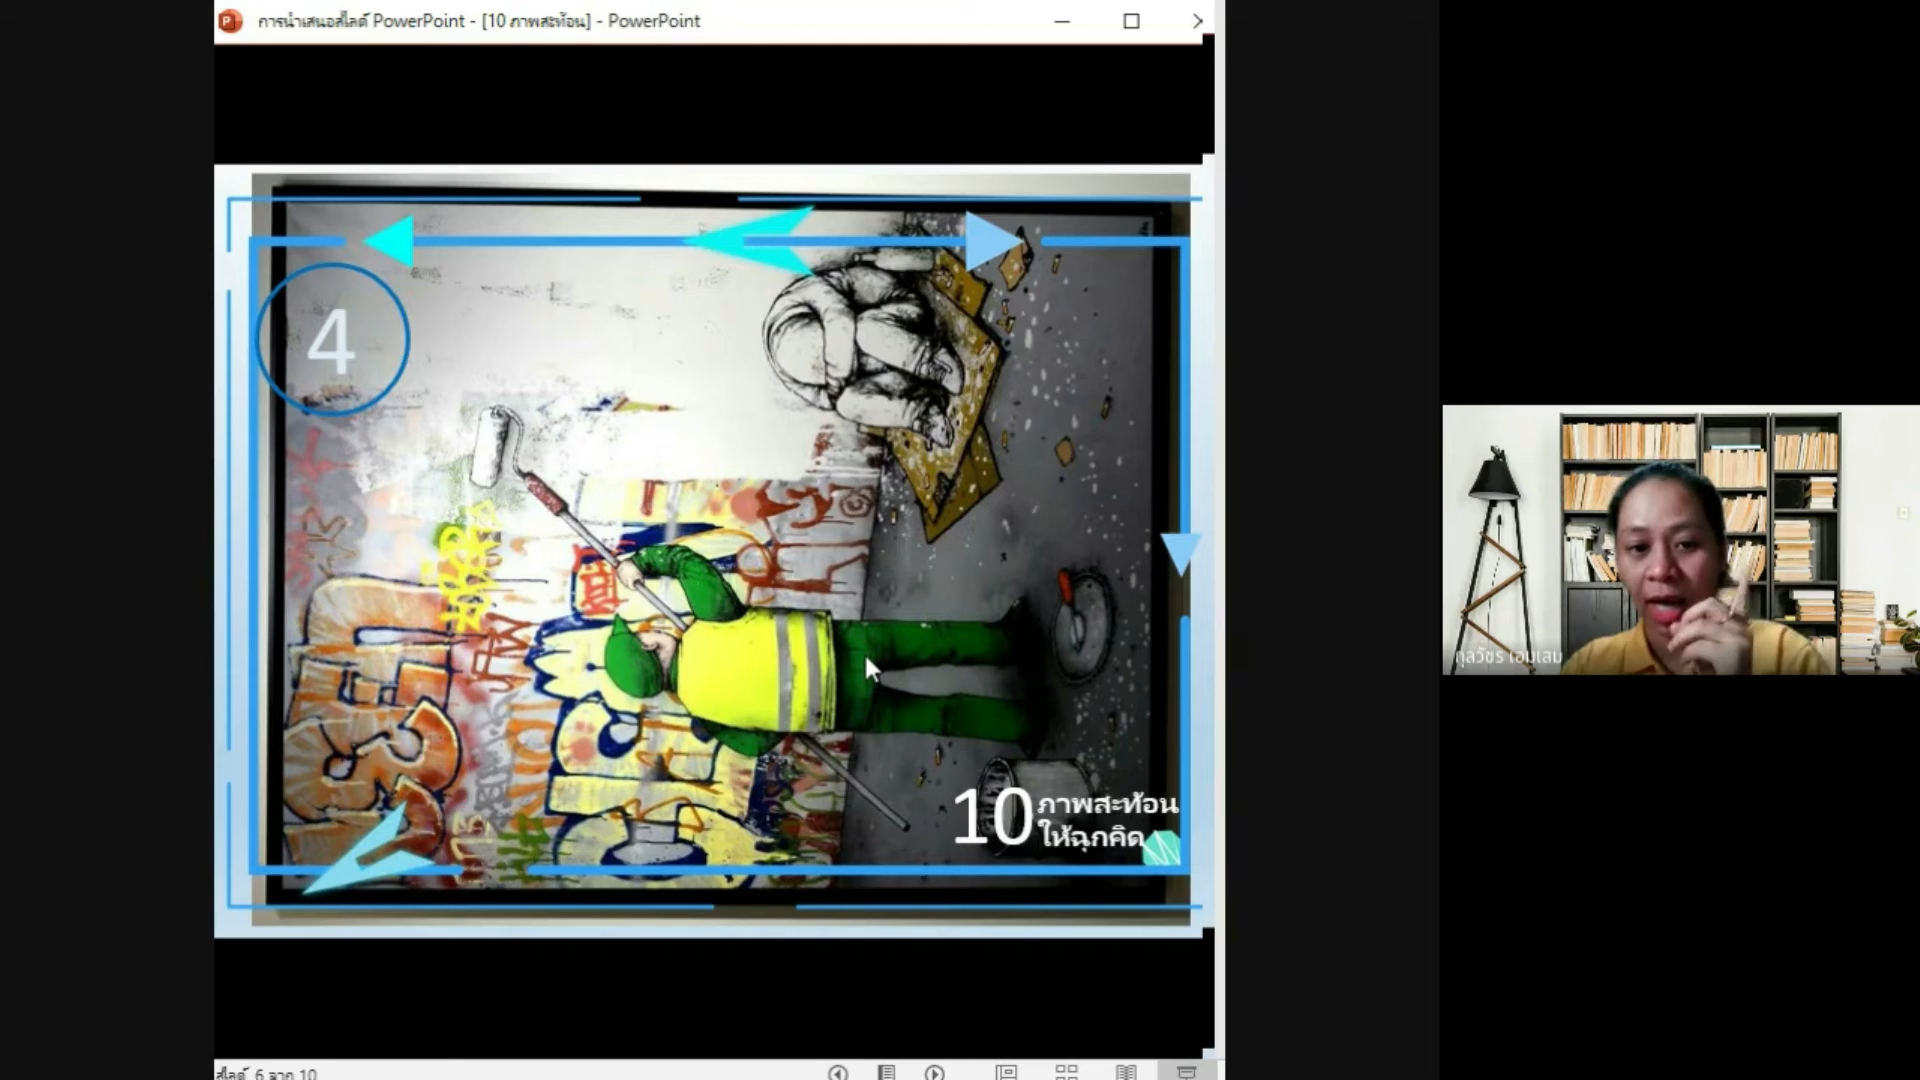 การนำเสนอสไลด์ PowerPoint - [10 ภาพสะท้อน] - PowerPoint
4
10 ภาพสะท้อน
ให้ฉุกคิด
กุลวัชร เอมเสม
สไลด์ 6 จาก 10